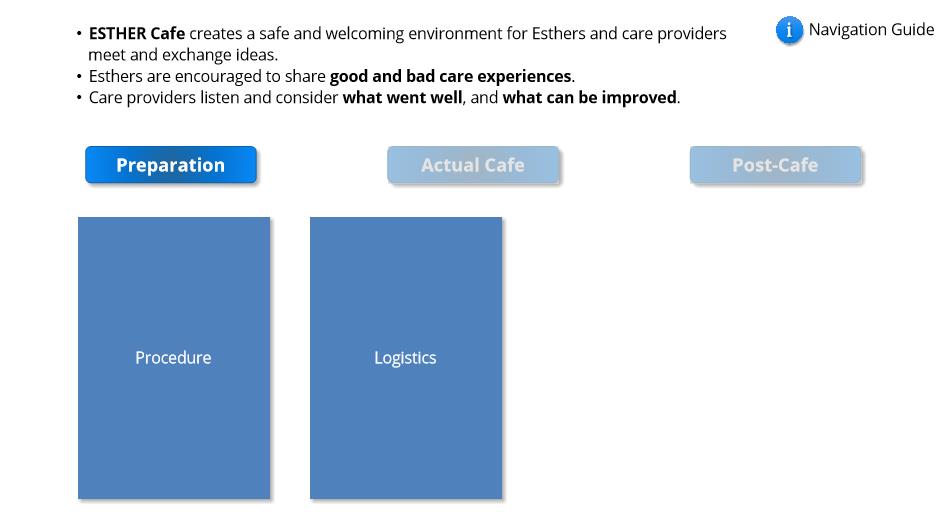 • ESTHER Cafe creates a safe and welcoming environment for Esthers and care providers
meet and exchange ideas.
• Esthers are encouraged to share good and bad care experiences.
• Care providers listen and consider what went well, and what can be improved.
i Navigation Guide
Preparation
Actual Cafe
Post-Cafe
Procedure
Logistics